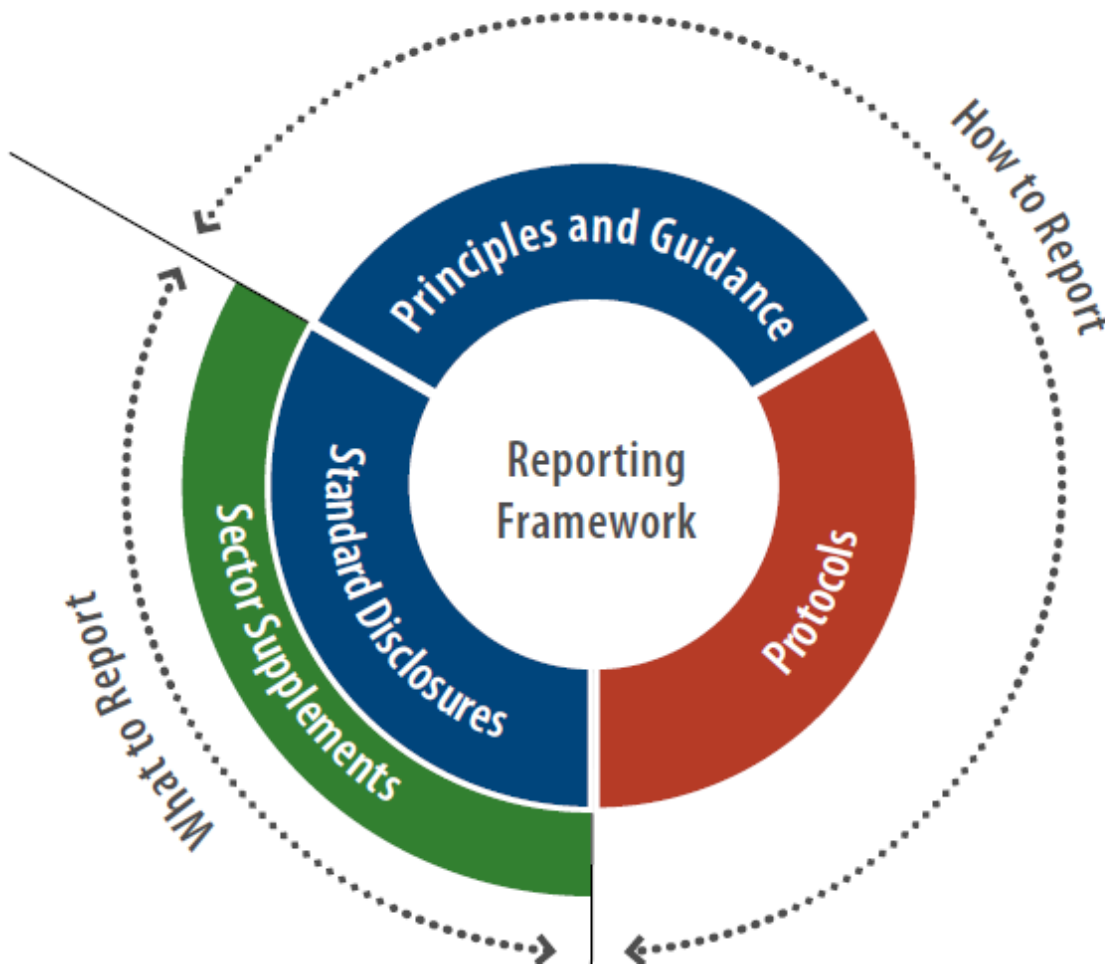 How to Report
Principles and Guidance
Reporting
Framework
Standard Disclosures
Sector Supplements
Protocols
What to Report